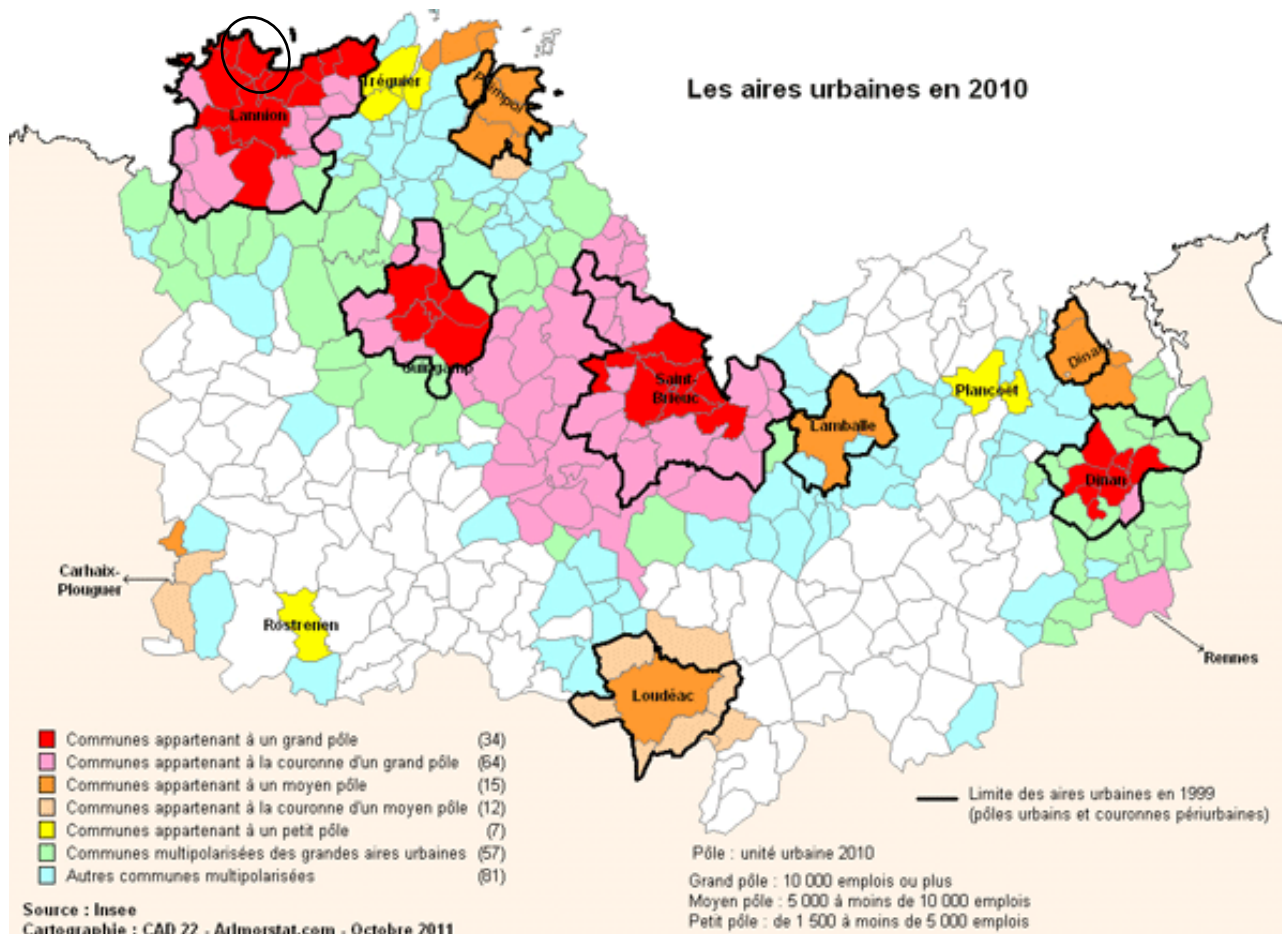 Les aires urbaines en 2010
Tréguier
Paimpol
Lannion
Guingamp
Saint-
Brieuc
Lamballe
Plancoët
Dinard
Dinan
Carhaix-
Plouguer
Rostrenen
Loudéac
Rennes
Communes appartenant à un grand pôle (34)
Communes appartenant à la couronne d'un grand pôle (64)
Communes appartenant à un moyen pôle (15)
Communes appartenant à la couronne d'un moyen pôle (12)
Communes appartenant à un petit pôle (7)
Communes multipolarisées des grandes aires urbaines (57)
Autres communes multipolarisées (81)
Limite des aires urbaines en 1999
(pôles urbains et couronnes périurbaines)
Pôle : unité urbaine 2010
Grand pôle : 10 000 emplois ou plus
Moyen pôle : 5 000 à moins de 10 000 emplois
Petit pôle : de 1 500 à moins de 5 000 emplois
Source : Insee
Cartographie : CAD 22 - Armorstat.com - Octobre 2011